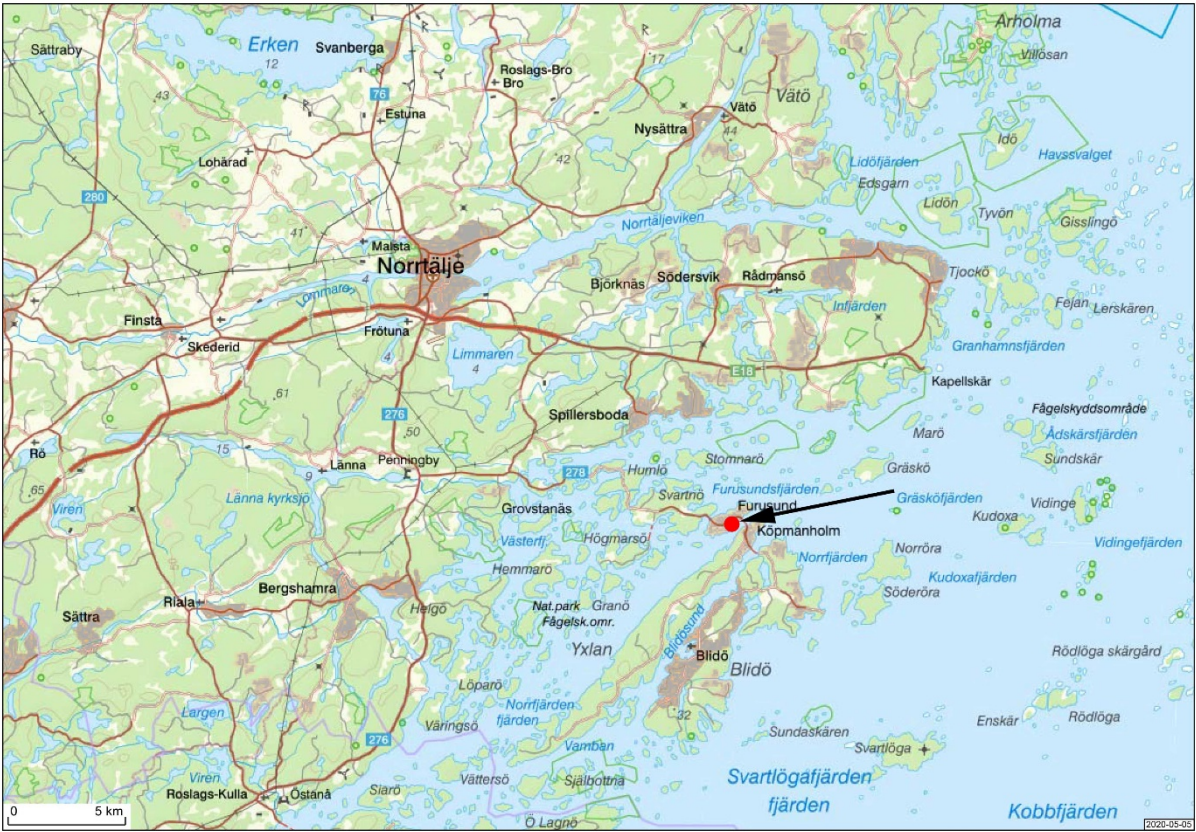 Arholma
Sättraby
Erken
Svanberga
12
17
Villösan
Roslags-Bro
Bro
76
43
Vätö
Estuna
Vätö
Nysättra
44
Idö
Havssvalget
Lohärad
42
Lidöfjärden
Edsgarn
25
280
Lidön
Tyvön
Gisslingö
Norrtäljeviken
41
Malsta
Norrtälje
4
Björknäs
Södersvik
Rådmansö
Tjockö
Lommaren
Fejan
Lerskären
Infjärden
Finsta
Frötuna
Skederid
Granhamnsfjärden
Limmaren
4
4
E18
Kapellskär
61
276
Spillersboda
Fågelskyddsområde
50
Marö
Ådskärsfjärden
15
Rö
Stomnarö
Sundskär
Länna
Penningby
278
Humlö
Gräskö
9
65
Svartnö
Furusundsfjärden
Gräsköfjärden
Vidinge
Länna kyrksjö
Furusund
Viren
Grovstanäs
Kudoxa
Köpmanholm
Västerfj.
Högmarsö
Vidingefjärden
Norröra
Norrfjärden
Hemmarö
Kudoxafjärden
Bergshamra
Söderöra
Riala
Helgö
Nat.park
Granö
Sättra
Fågelsk.omr.
Blidösund
Yxlan
Blidö
Rödlöga skärgård
Blidö
Löparö
Norrfjärden
fjärden
Largen
32
Enskär
Rödlöga
Väringsö
Sundaskären
276
Vamban
Svartlöga
Viren
Vättersö
Själbottna
Svartlögafjärden
fjärden
Roslags-Kulla
Östanå
Siarö
0
5 km
Kobbfjärden
Ö Lagnö
2020-05-05